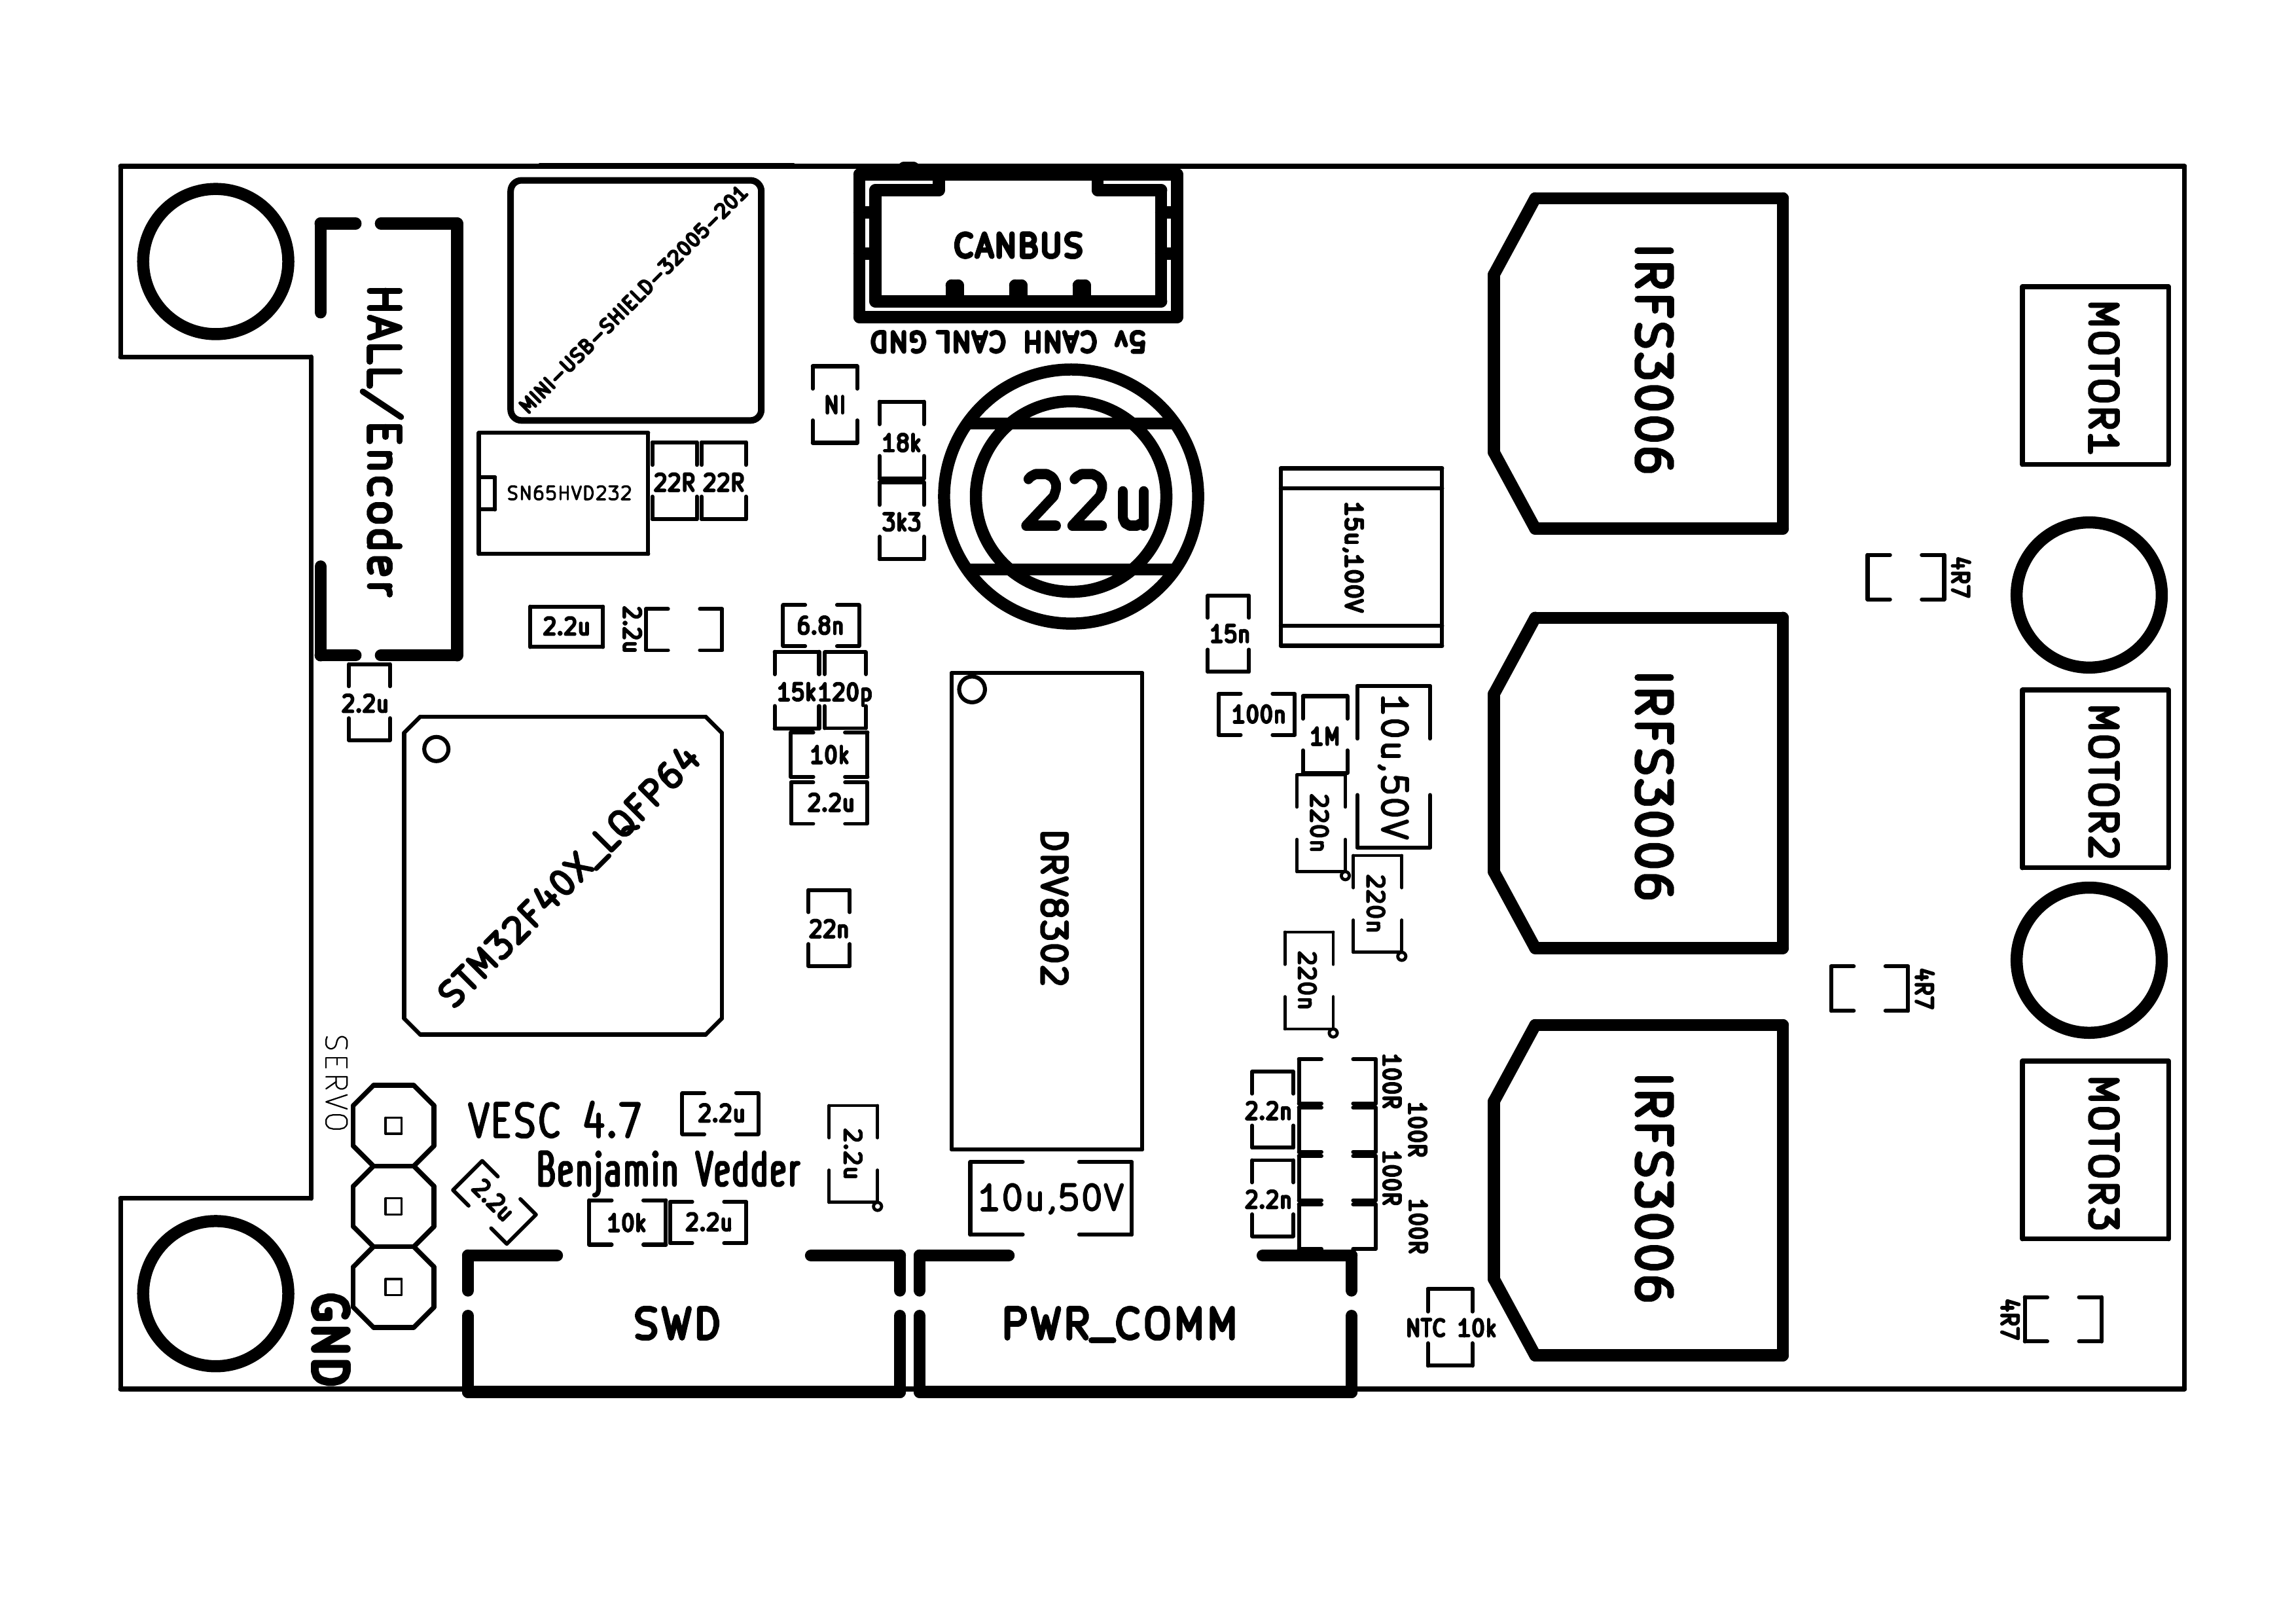 MINI-USB-SHIELD-32005-201
CANBUS
GND CANL CANH 5v
HALL/Encoder
IRFS3006
MOTOR1
NI
18k
22R
22R
SN65HVD232
3k3
22u
15u,100V
4R7
2.2u
2.2u
6.8n
15n
2.2u
15k
120p
100n
1M
10u,50V
IRFS3006
MOTOR2
10k
2.2u
220n
STM32F40X_LQFP64
DRV8302
22n
220n
220n
4R7
SERVO
VESC 4.7
2.2u
2.2u
2.2n
100R
100R
IRFS3006
MOTOR3
Benjamin Vedder
2.2u
10u,50V
2.2n
100R
100R
10k
2.2u
GND
SWD
PWR_COMM
NTC 10k
4R7